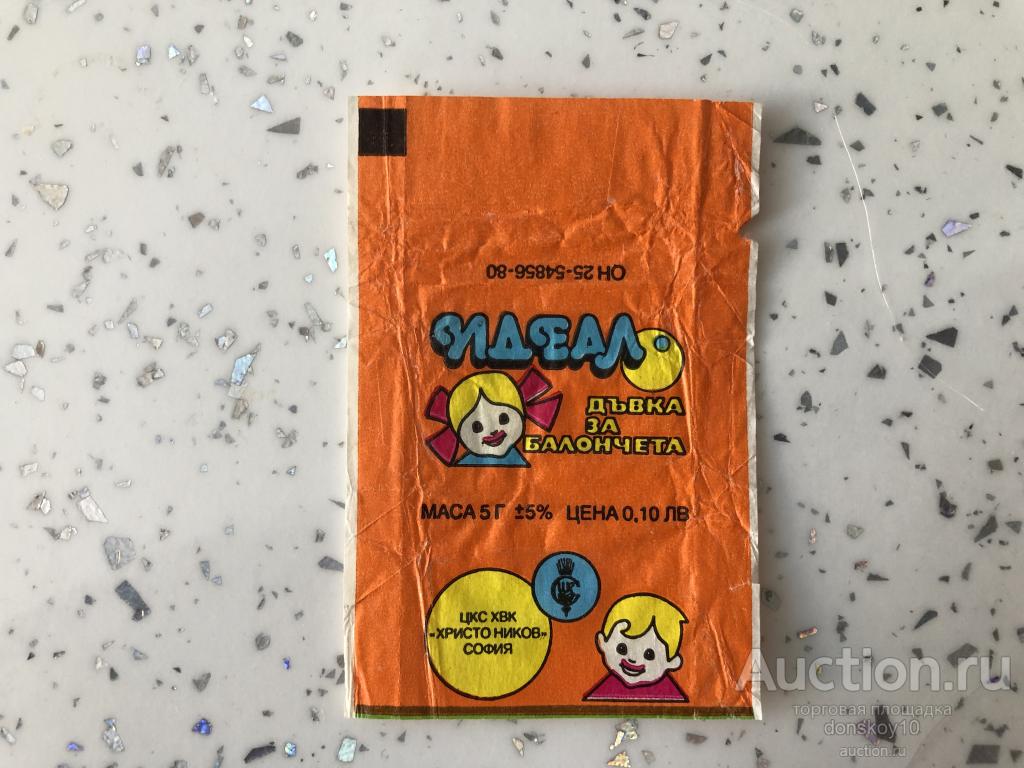 ОН 25-54856-80
ИДЕАЛ
ДЪВКА
ЗА
БАЛОНЧЕТА
МАСА 5 Г ±5% ЦЕНА 0,10 ЛВ
ЦКС ХВК
"ХРИСТО НИКОВ"
СОФИЯ
Auction.ru
торговая площадка
donskoy10
auction.ru